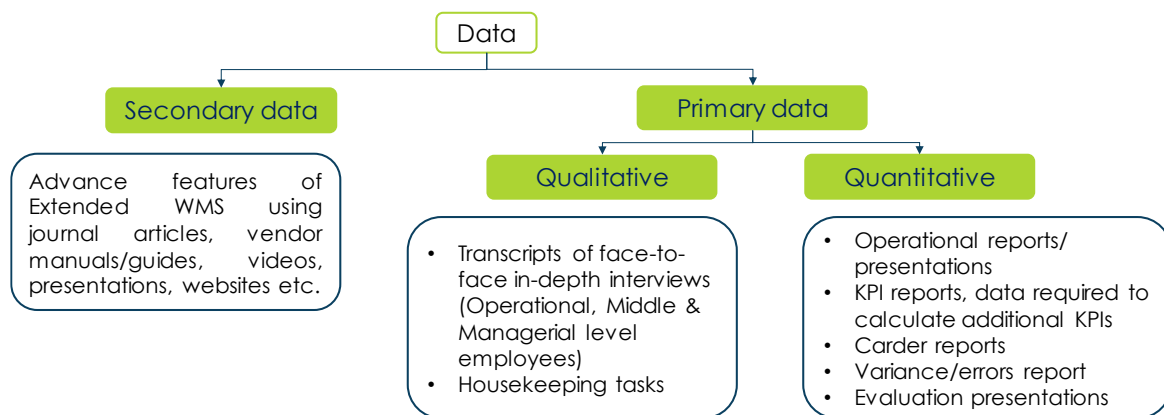 Data
Secondary data
Primary data
Advance features of
Extended WMS using
journal articles, vendor
manuals/guides, videos,
presentations, websites etc.
Qualitative
Quantitative
• Transcripts of face-to-
face in-depth interviews
(Operational, Middle &
Managerial level
employees)
• Housekeeping tasks
• Operational reports/
presentations
• KPI reports, data required to
calculate additional KPIs
• Carder reports
• Variance/errors report
• Evaluation presentations